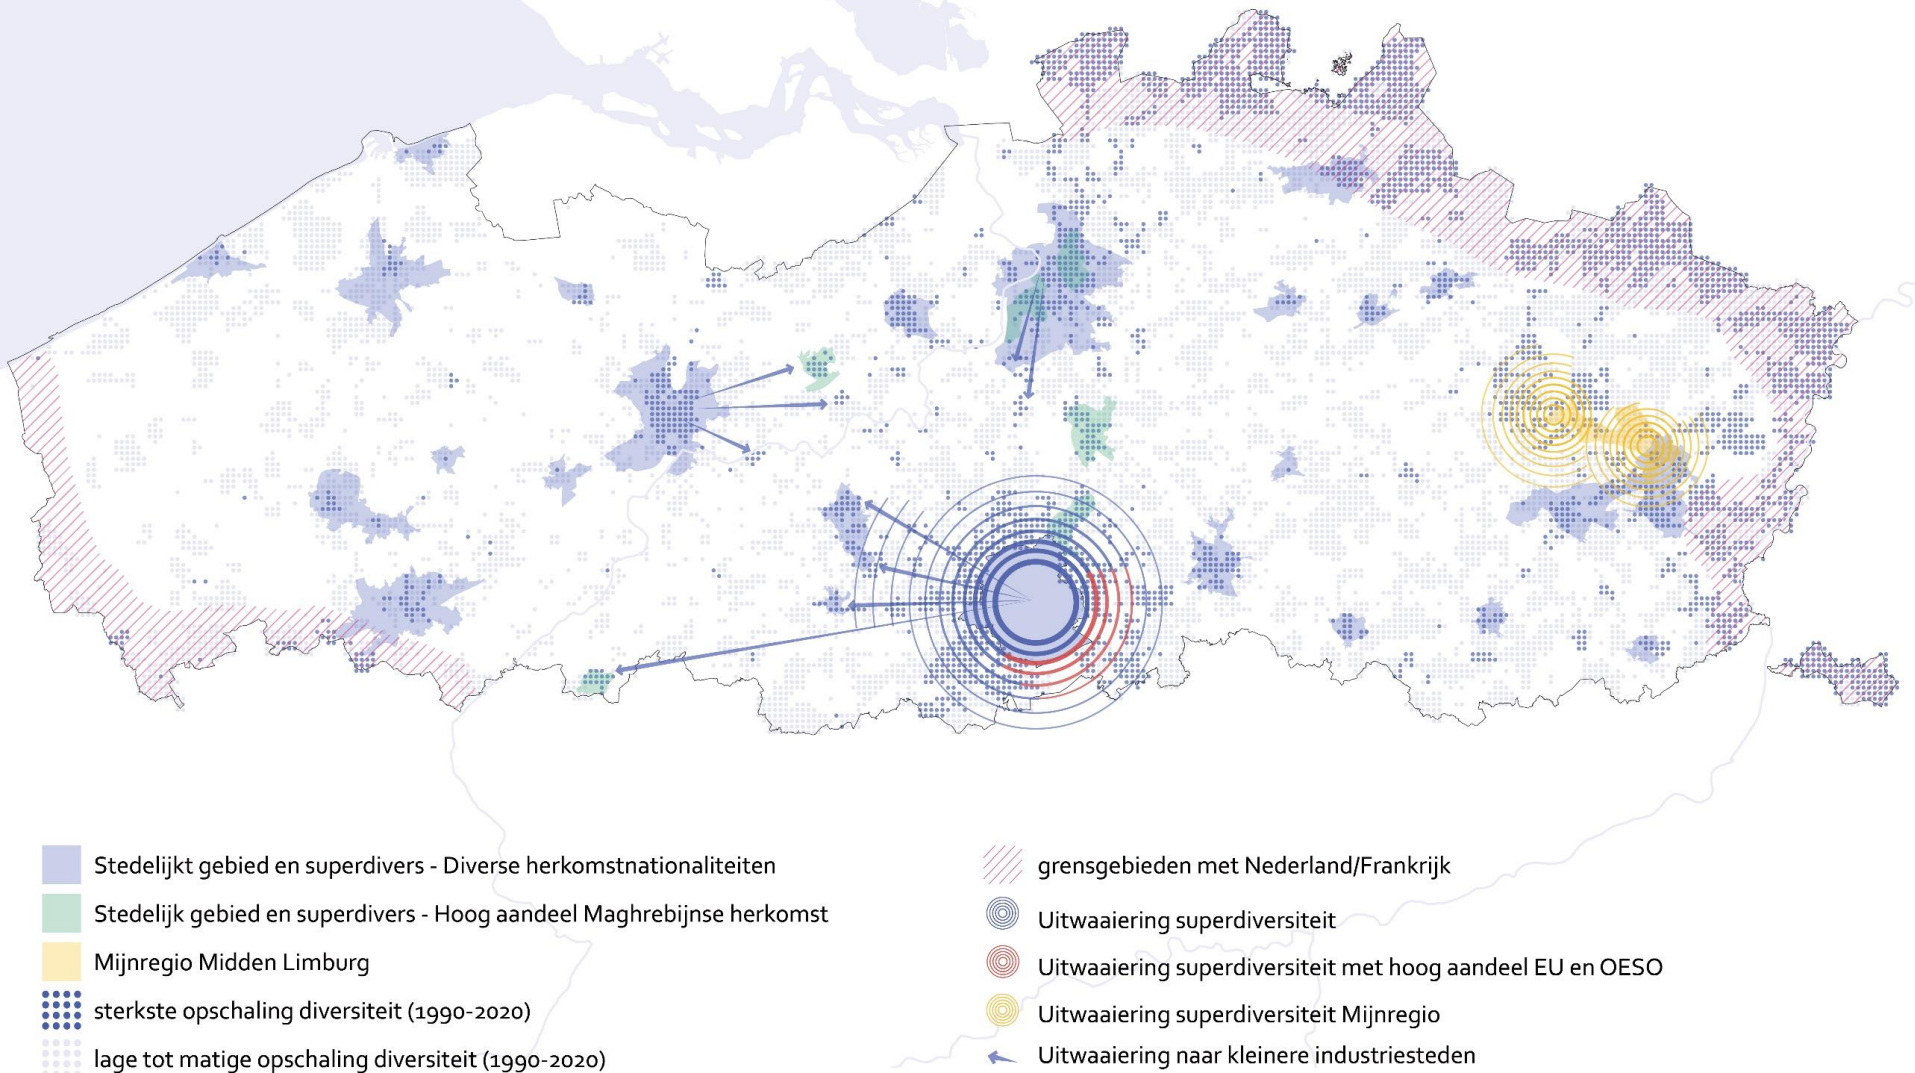 Stedelijkt gebied en superdivers - Diverse herkomstnationaliteiten
Stedelijk gebied en superdivers - Hoog aandeel Maghrebijnse herkomst
Mijnregio Midden Limburg
sterkste opschaling diversiteit (1990-2020)
lage tot matige opschaling diversiteit (1990-2020)
grensgebieden met Nederland/Frankrijk
Uitwaaiering superdiversiteit
Uitwaaiering superdiversiteit met hoog aandeel EU en OESO
Uitwaaiering superdiversiteit Mijnregio
Uitwaaiering naar kleinere industriesteden